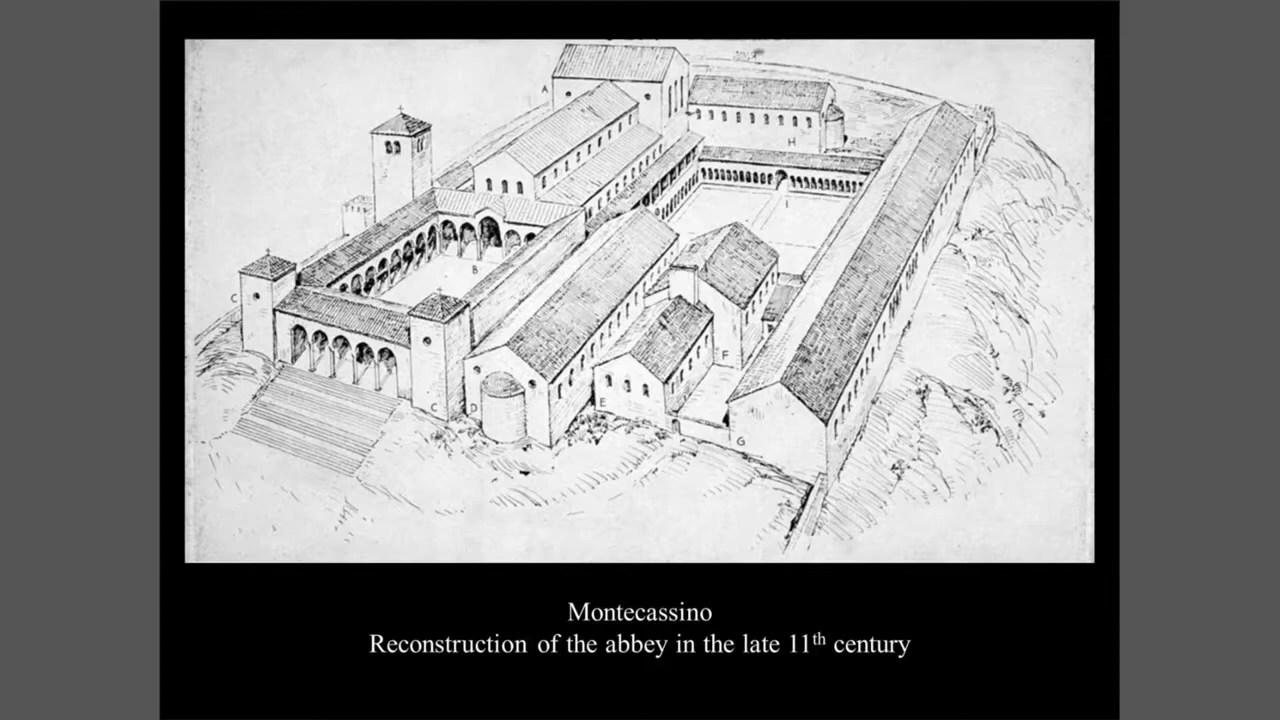 A
H
I
B
C
F
C
D
E
G
Montecassino
Reconstruction of the abbey in the late 11th century